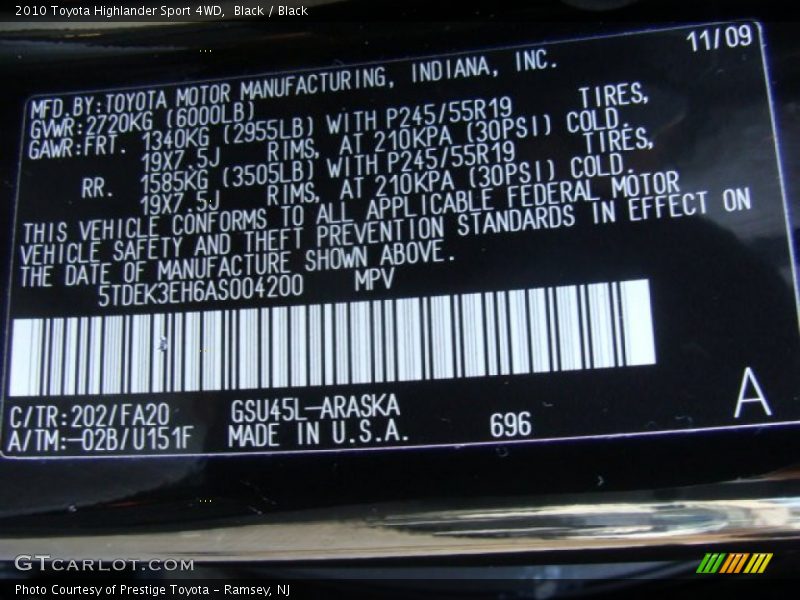 2010 Toyota Highlander Sport 4WD,  Black / Black
11/09
MFD.BY:TOYOTA MOTOR MANUFACTURING, INDIANA, INC.
GVWR:2720KG (6000LB)
GAWR:FRT. 1340KG (2955LB) WITH P245/55R19 TIRES,
19X7.5J RIMS, AT 210KPA (30PSI) COLD.
RR. 1585KG (3505LB) WITH P245/55R19 TIRES,
19X7.5J RIMS, AT 210KPA (30PSI) COLD.
THIS VEHICLE CONFORMS TO ALL APPLICABLE FEDERAL MOTOR
VEHICLE SAFETY AND THEFT PREVENTION STANDARDS IN EFFECT ON
THE DATE OF MANUFACTURE SHOWN ABOVE.
5TDEK3EH6AS004200 MPV
C/TR:202/FA20 GSU45L-ARASKA
A/TM:-02B/U151F MADE IN U.S.A. 696 A
GTCARLOT.COM
Photo Courtesy of Prestige Toyota - Ramsey, NJ